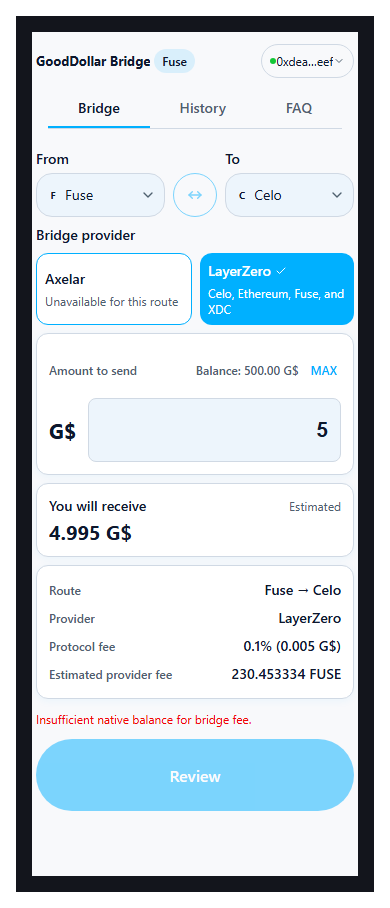 GoodDollar Bridge Fuse 0xdea...eef
Bridge History FAQ
From To
F Fuse C Celo
Bridge provider
Axelar
Unavailable for this route
LayerZero ✓
Celo, Ethereum, Fuse, and
XDC
Amount to send Balance: 500.00 G$ MAX
G$ 5
You will receive Estimated
4.995 G$
Route Fuse → Celo
Provider LayerZero
Protocol fee 0.1% (0.005 G$)
Estimated provider fee 230.453334 FUSE
Insufficient native balance for bridge fee.
Review